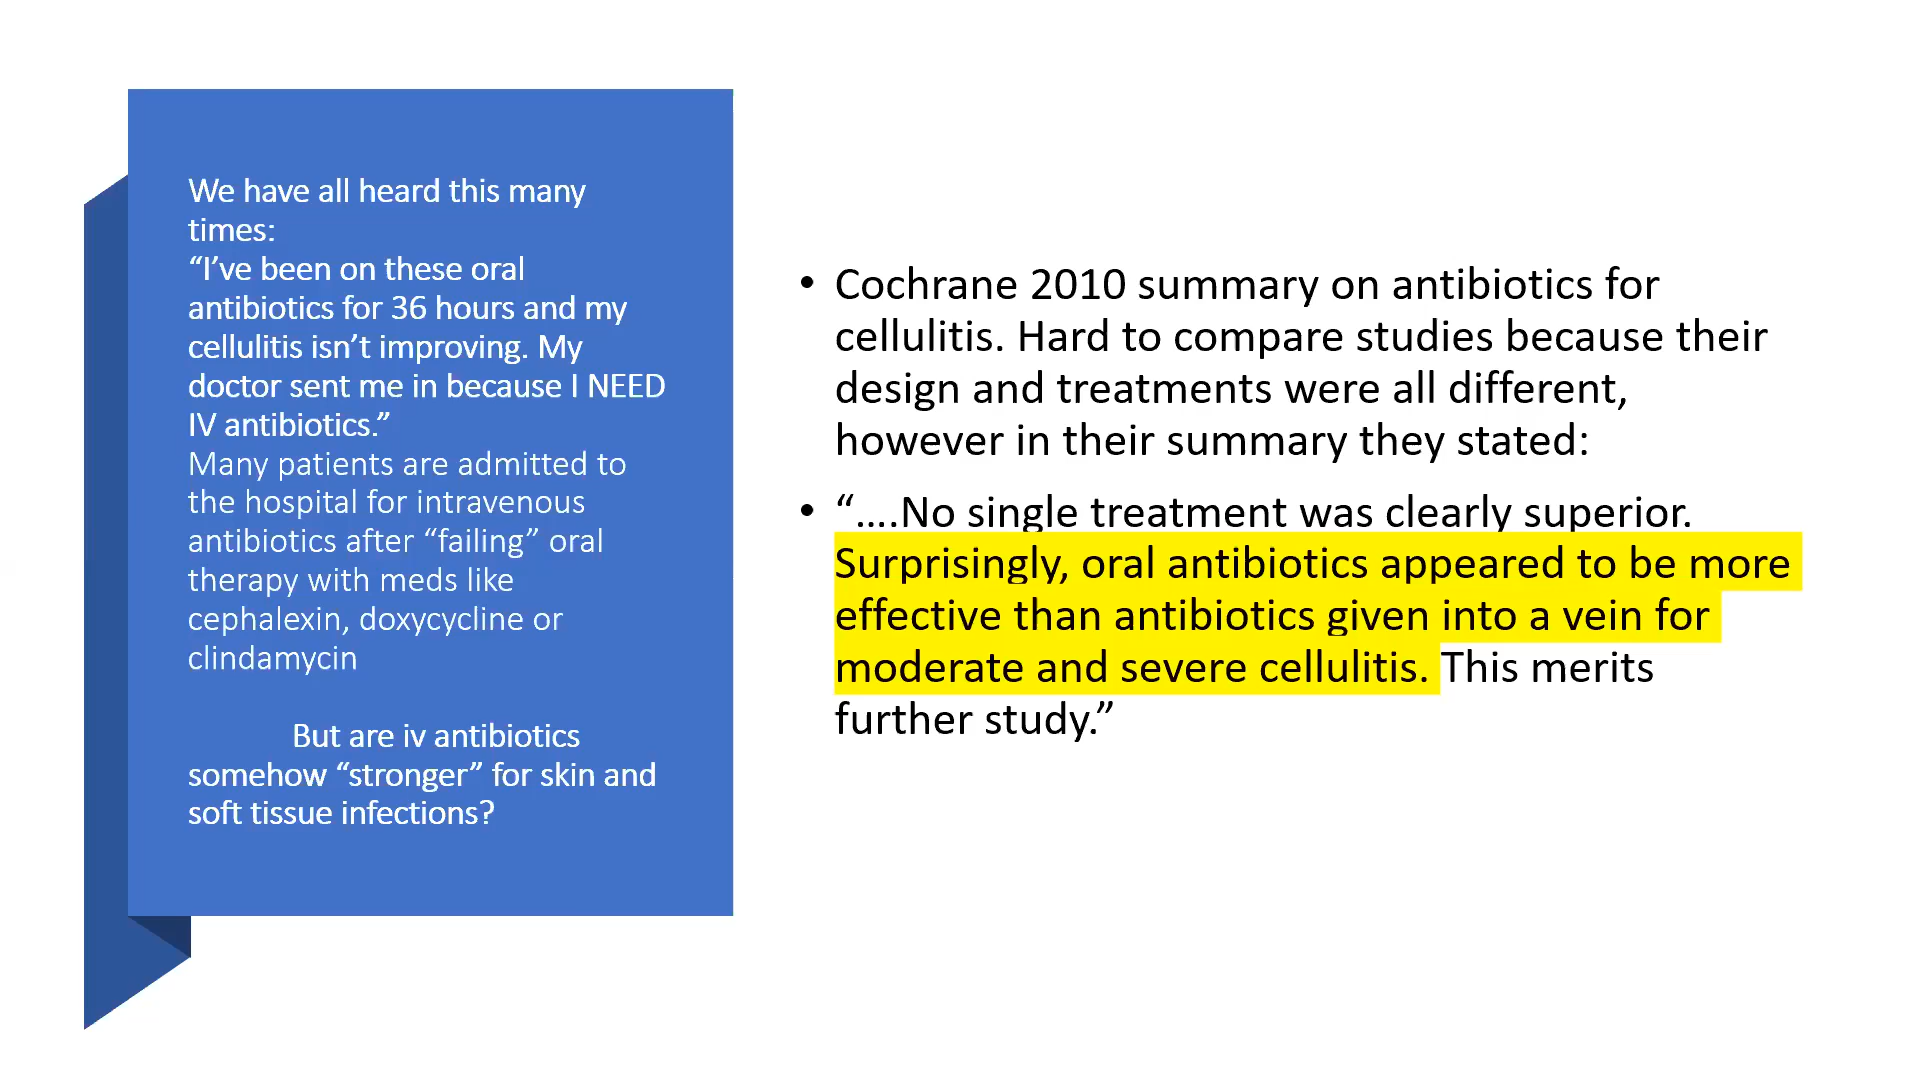 We have all heard this many
times:
“I’ve been on these oral
antibiotics for 36 hours and my
cellulitis isn’t improving. My
doctor sent me in because I NEED
IV antibiotics.”
Many patients are admitted to
the hospital for intravenous
antibiotics after “failing” oral
therapy with meds like
cephalexin, doxycycline or
clindamycin
But are iv antibiotics
somehow “stronger” for skin and
soft tissue infections?
• Cochrane 2010 summary on antibiotics for
cellulitis. Hard to compare studies because their
design and treatments were all different,
however in their summary they stated:
• “….No single treatment was clearly superior.
Surprisingly, oral antibiotics appeared to be more
effective than antibiotics given into a vein for
moderate and severe cellulitis. This merits
further study.”